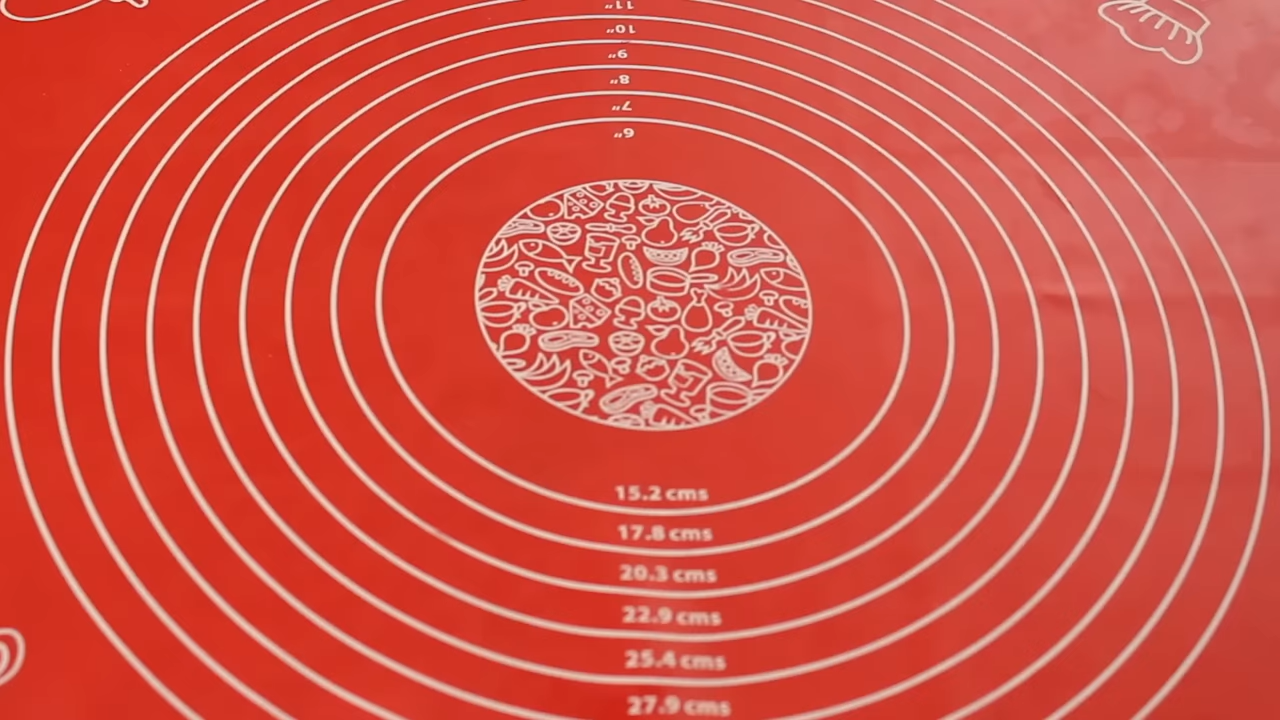 11"
10"
9"
8"
7"
6"
15.2 cms
17.8 cms
20.3 cms
22.9 cms
25.4 cms
27.9 cms